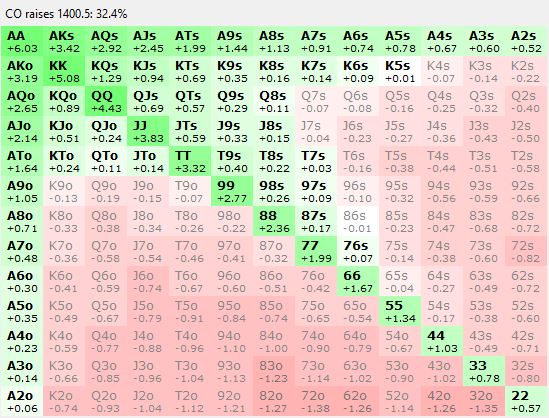 CO raises 1400.5: 32.4%
AA AKs AQs AJs ATs A9s A8s A7s A6s A5s A4s A3s A2s
+6.03 +3.42 +2.92 +2.45 +1.99 +1.44 +1.13 +0.91 +0.74 +0.78 +0.67 +0.60 +0.52
AKo KK KQs KJs KTs K9s K8s K7s K6s K5s K4s K3s K2s
+3.19 +5.08 +1.29 +0.94 +0.69 +0.35 +0.16 +0.14 +0.09 +0.01 -0.07 -0.14 -0.22
AQo KQo QQ QJs QTs Q9s Q8s Q7s Q6s Q5s Q4s Q3s Q2s
+2.65 +0.89 +4.43 +0.69 +0.57 +0.29 +0.11 -0.07 -0.08 -0.16 -0.25 -0.32 -0.40
AJo KJo QJo JJ JTs J9s J8s J7s J6s J5s J4s J3s J2s
+2.14 +0.51 +0.24 +3.83 +0.59 +0.33 +0.15 -0.04 -0.23 -0.27 -0.36 -0.43 -0.50
ATo KTo QTo JTo TT T9s T8s T7s T6s T5s T4s T3s T2s
+1.64 +0.24 +0.11 +0.14 +3.32 +0.40 +0.22 +0.03 -0.16 -0.38 -0.44 -0.51 -0.58
A9o K9o Q9o J9o T9o 99 98s 97s 96s 95s 94s 93s 92s
+1.05 -0.13 -0.19 -0.15 -0.07 +2.77 +0.26 +0.09 -0.10 -0.32 -0.56 -0.59 -0.66
A8o K8o Q8o J8o T8o 98o 88 87s 86s 85s 84s 83s 82s
+0.71 -0.33 -0.38 -0.34 -0.26 -0.22 +2.36 +0.17 -0.01 -0.23 -0.47 -0.68 -0.72
A7o K7o Q7o J7o T7o 97o 87o 77 76s 75s 74s 73s 72s
+0.48 -0.36 -0.58 -0.54 -0.46 -0.41 -0.32 +1.99 +0.07 -0.14 -0.38 -0.60 -0.82
A6o K6o Q6o J6o T6o 96o 86o 76o 66 65s 64s 63s 62s
+0.30 -0.41 -0.59 -0.74 -0.67 -0.60 -0.51 -0.42 +1.67 -0.04 -0.27 -0.49 -0.72
A5o K5o Q5o J5o T5o 95o 85o 75o 65o 55 54s 53s 52s
+0.35 -0.49 -0.67 -0.79 -0.91 -0.84 -0.74 -0.65 -0.54 +1.34 -0.17 -0.38 -0.60
A4o K4o Q4o J4o T4o 94o 84o 74o 64o 54o 44 43s 42s
+0.23 -0.59 -0.77 -0.88 -0.96 -1.10 -1.00 -0.90 -0.79 -0.67 +1.03 -0.49 -0.71
A3o K3o Q3o J3o T3o 93o 83o 73o 63o 53o 43o 33 32s
+0.14 -0.66 -0.85 -0.96 -1.04 -1.13 -1.23 -1.14 -1.02 -0.90 -1.02 +0.78 -0.80
A2o K2o Q2o J2o T2o 92o 82o 72o 62o 52o 42o 32o 22
+0.02 -0.74 -0.93 -1.04 -1.12 -1.21 -1.27 -1.38 -1.26 -1.14 -1.26 -1.35 +0.57